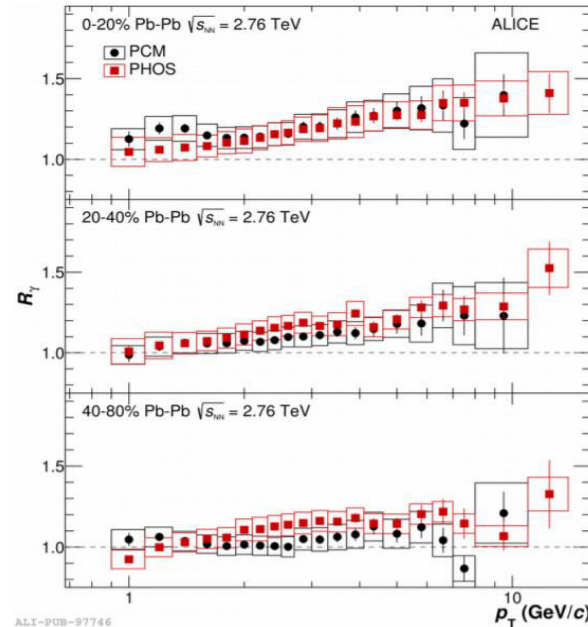 0-20% Pb-Pb √sNN = 2.76 TeV
ALICE
PCM
PHOS
1.5
1.0
20-40% Pb-Pb √sNN = 2.76 TeV
1.5
1.0
Rγ
40-80% Pb-Pb √sNN = 2.76 TeV
1.5
1.0
1
10
pT (GeV/c)
ALI-PUB-97746